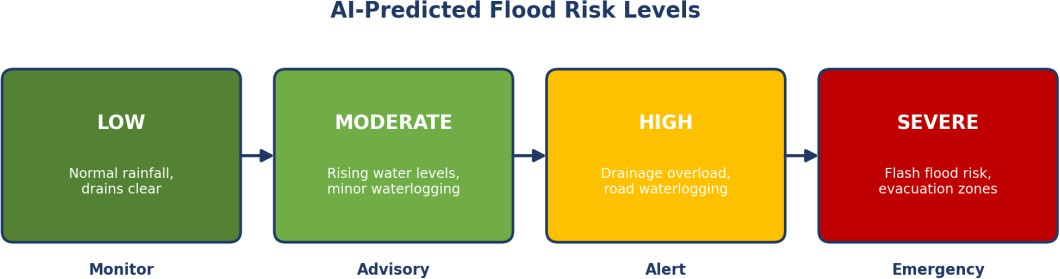 AI-Predicted Flood Risk Levels
LOW
Normal rainfall,
drains clear
MODERATE
Rising water levels,
minor waterlogging
HIGH
Drainage overload,
road waterlogging
SEVERE
Flash flood risk,
evacuation zones
Monitor
Advisory
Alert
Emergency